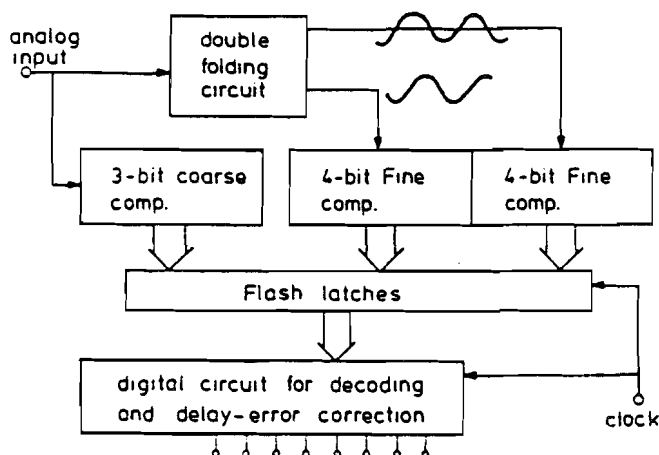 analog
input
double
folding
circuit
3-bit coarse
comp.
4-bit Fine
comp.
4-bit Fine
comp.
Flash latches
digital circuit for decoding
and delay-error correction
clock